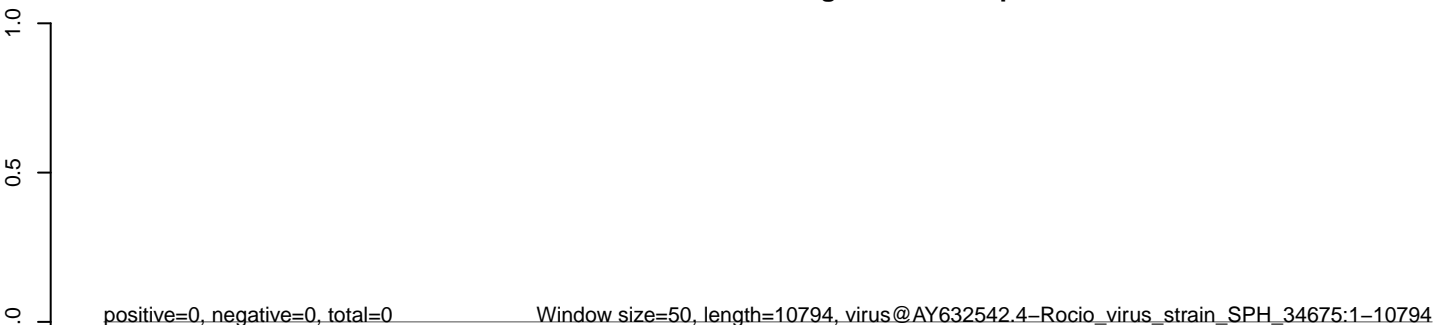 1.0
0.5
.0
positive=0, negative=0, total=0 Window size=50, length=10794, virus@AY632542.4−Rocio_virus_strain_SPH_34675:1−10794